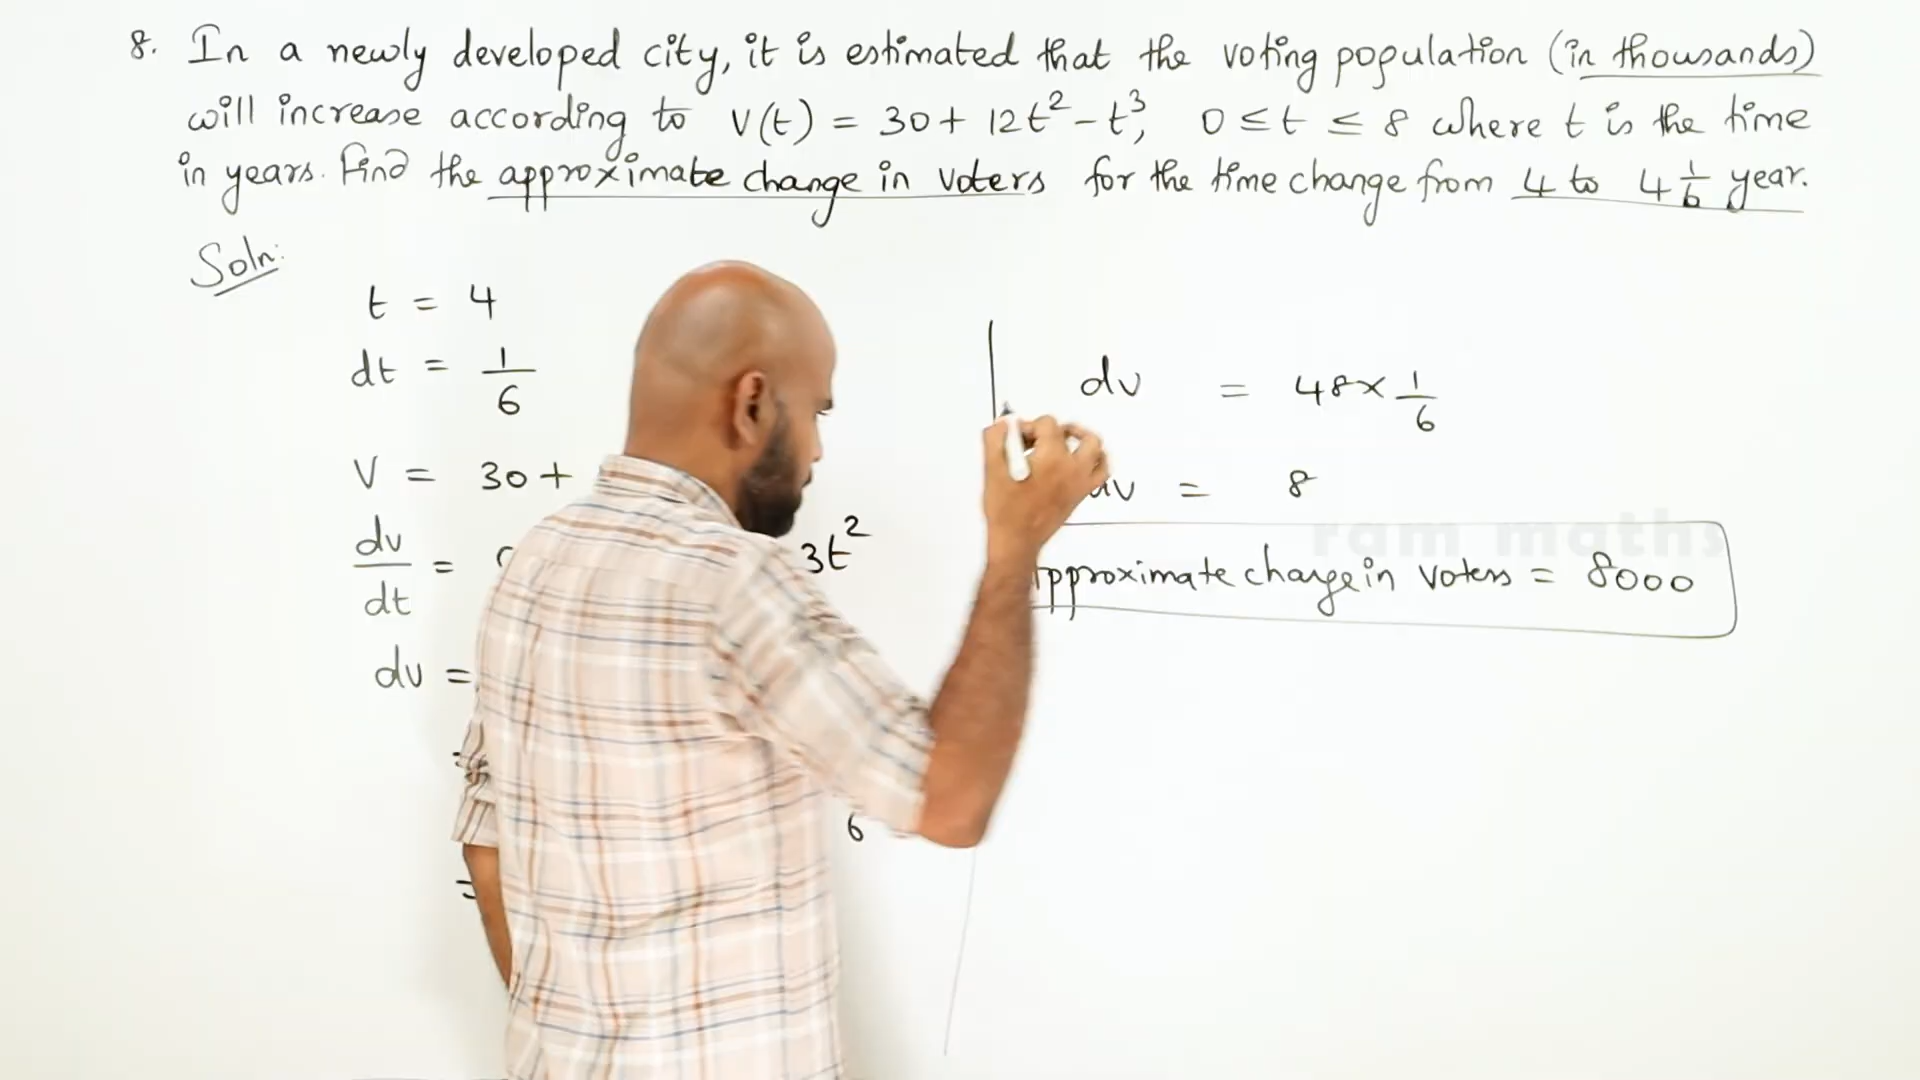 8. In a newly developed city, it is estimated that the voting population (in thousands)
will increase according to V(t) = 30 + 12t² - t³, 0 ≤ t ≤ 8 where t is the time
in years. Find the approximate change in voters for the time change from 4 to 4 1/6 year.
Soln:
t = 4
dt = 1/6
V = 30 +
dv/dt = 3t²
dv =
=
6
=
dv = 48 × 1/6
dv = 8
pproximate change in voters = 8000
ram maths